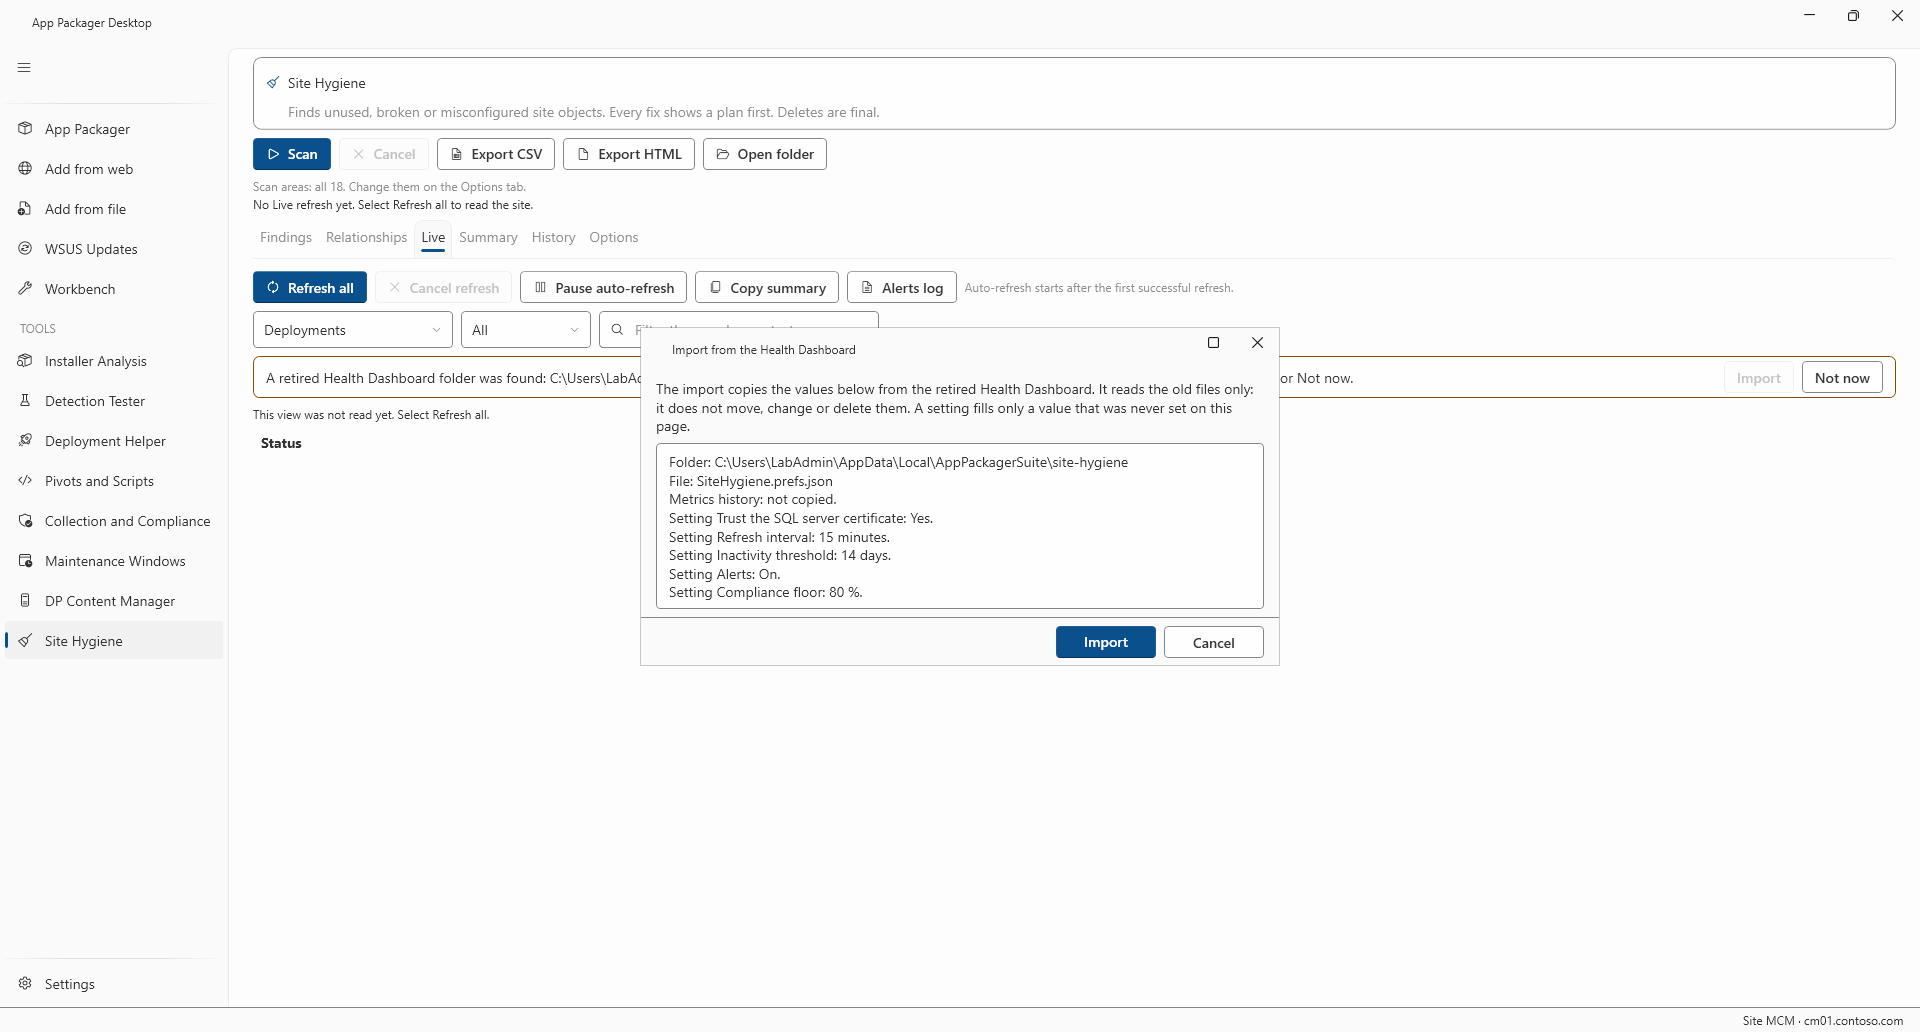 App Packager Desktop
App Packager
Add from web
Add from file
WSUS Updates
Workbench
TOOLS
Installer Analysis
Detection Tester
Deployment Helper
Pivots and Scripts
Collection and Compliance
Maintenance Windows
DP Content Manager
Site Hygiene
Settings
Site Hygiene
Finds unused, broken or misconfigured site objects. Every fix shows a plan first. Deletes are final.
Scan Cancel Export CSV Export HTML Open folder
Scan areas: all 18. Change them on the Options tab.
No Live refresh yet. Select Refresh all to read the site.
Findings Relationships Live Summary History Options
Refresh all Cancel refresh Pause auto-refresh Copy summary Alerts log Auto-refresh starts after the first successful refresh.
Deployments All
A retired Health Dashboard folder was found: C:\Users\ or Not now. Import Not now
This view was not read yet. Select Refresh all.
Status
Import from the Health Dashboard
The import copies the values below from the retired Health Dashboard. It reads the old files only:
it does not move, change or delete them. A setting fills only a value that was never set on this
page.
Folder: C:\Users\LabAdmin\AppData\Local\AppPackagerSuite\site-hygiene
File: SiteHygiene.prefs.json
Metrics history: not copied.
Setting Trust the SQL server certificate: Yes.
Setting Refresh interval: 15 minutes.
Setting Inactivity threshold: 14 days.
Setting Alerts: On.
Setting Compliance floor: 80 %.
Import Cancel
Site MCM · cm01.contoso.com